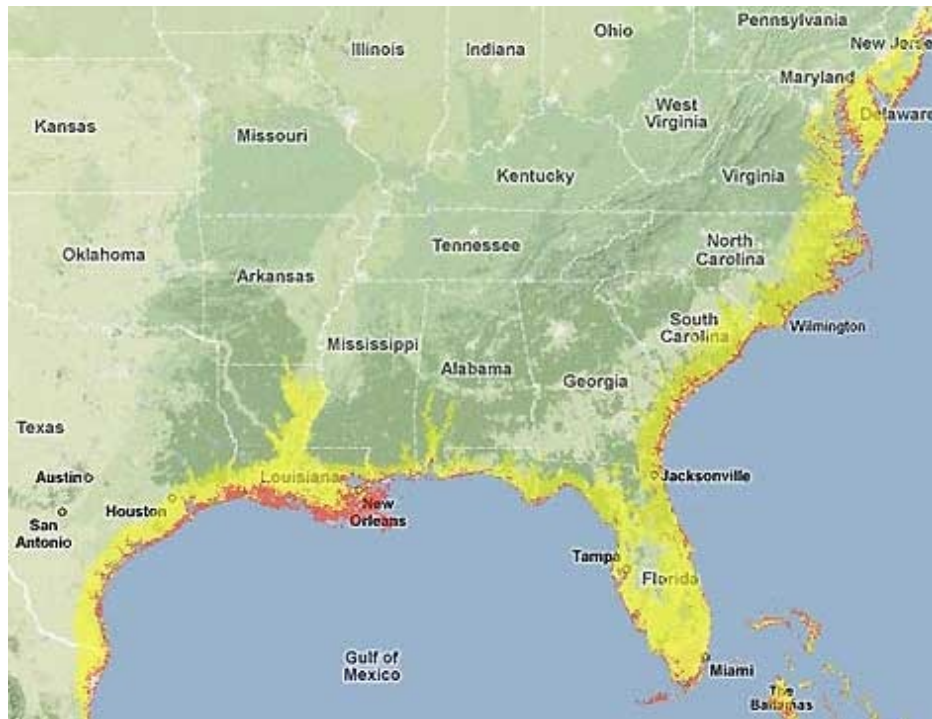 Pennsylvania
Ohio
Illinois
Indiana
New Jerse
Maryland
Delaware
West
Virginia
Kansas
Missouri
Kentucky
Virginia
Oklahoma
Tennessee
North
Carolina
Arkansas
South
Carolina
Wilmington
Mississippi
Alabama
Georgia
Texas
Austin
Louisiana
Jacksonville
Houston
New
Orleans
San
Antonio
Tampa
Florida
Gulf of
Mexico
Miami
The
Bahamas